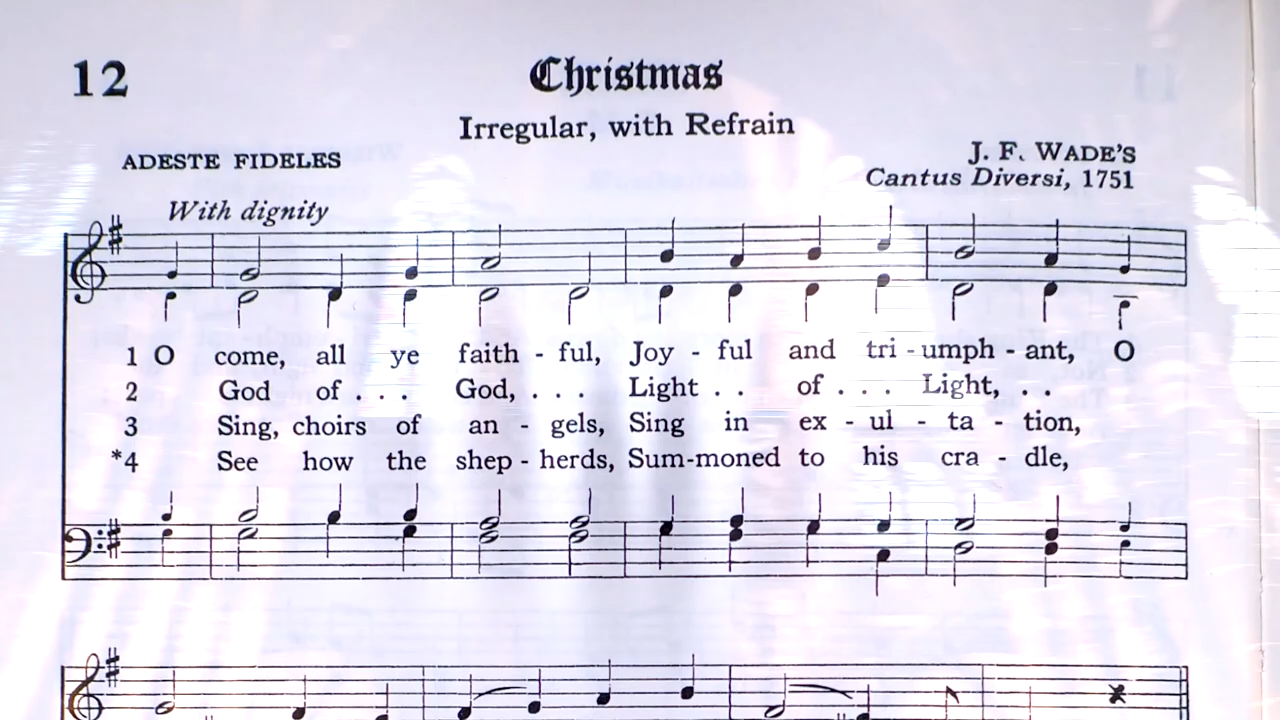 12
Christmas
Irregular, with Refrain
ADESTE FIDELES
J. F. WADE'S
Cantus Diversi, 1751
With dignity
1 O come, all ye faith - ful, Joy - ful and tri - umph - ant, O
2 God of . . . God, . . . Light . . of . . . Light, . .
3 Sing, choirs of an - gels, Sing in ex - ul - ta - tion,
*4 See how the shep - herds, Sum-moned to his cra - dle,